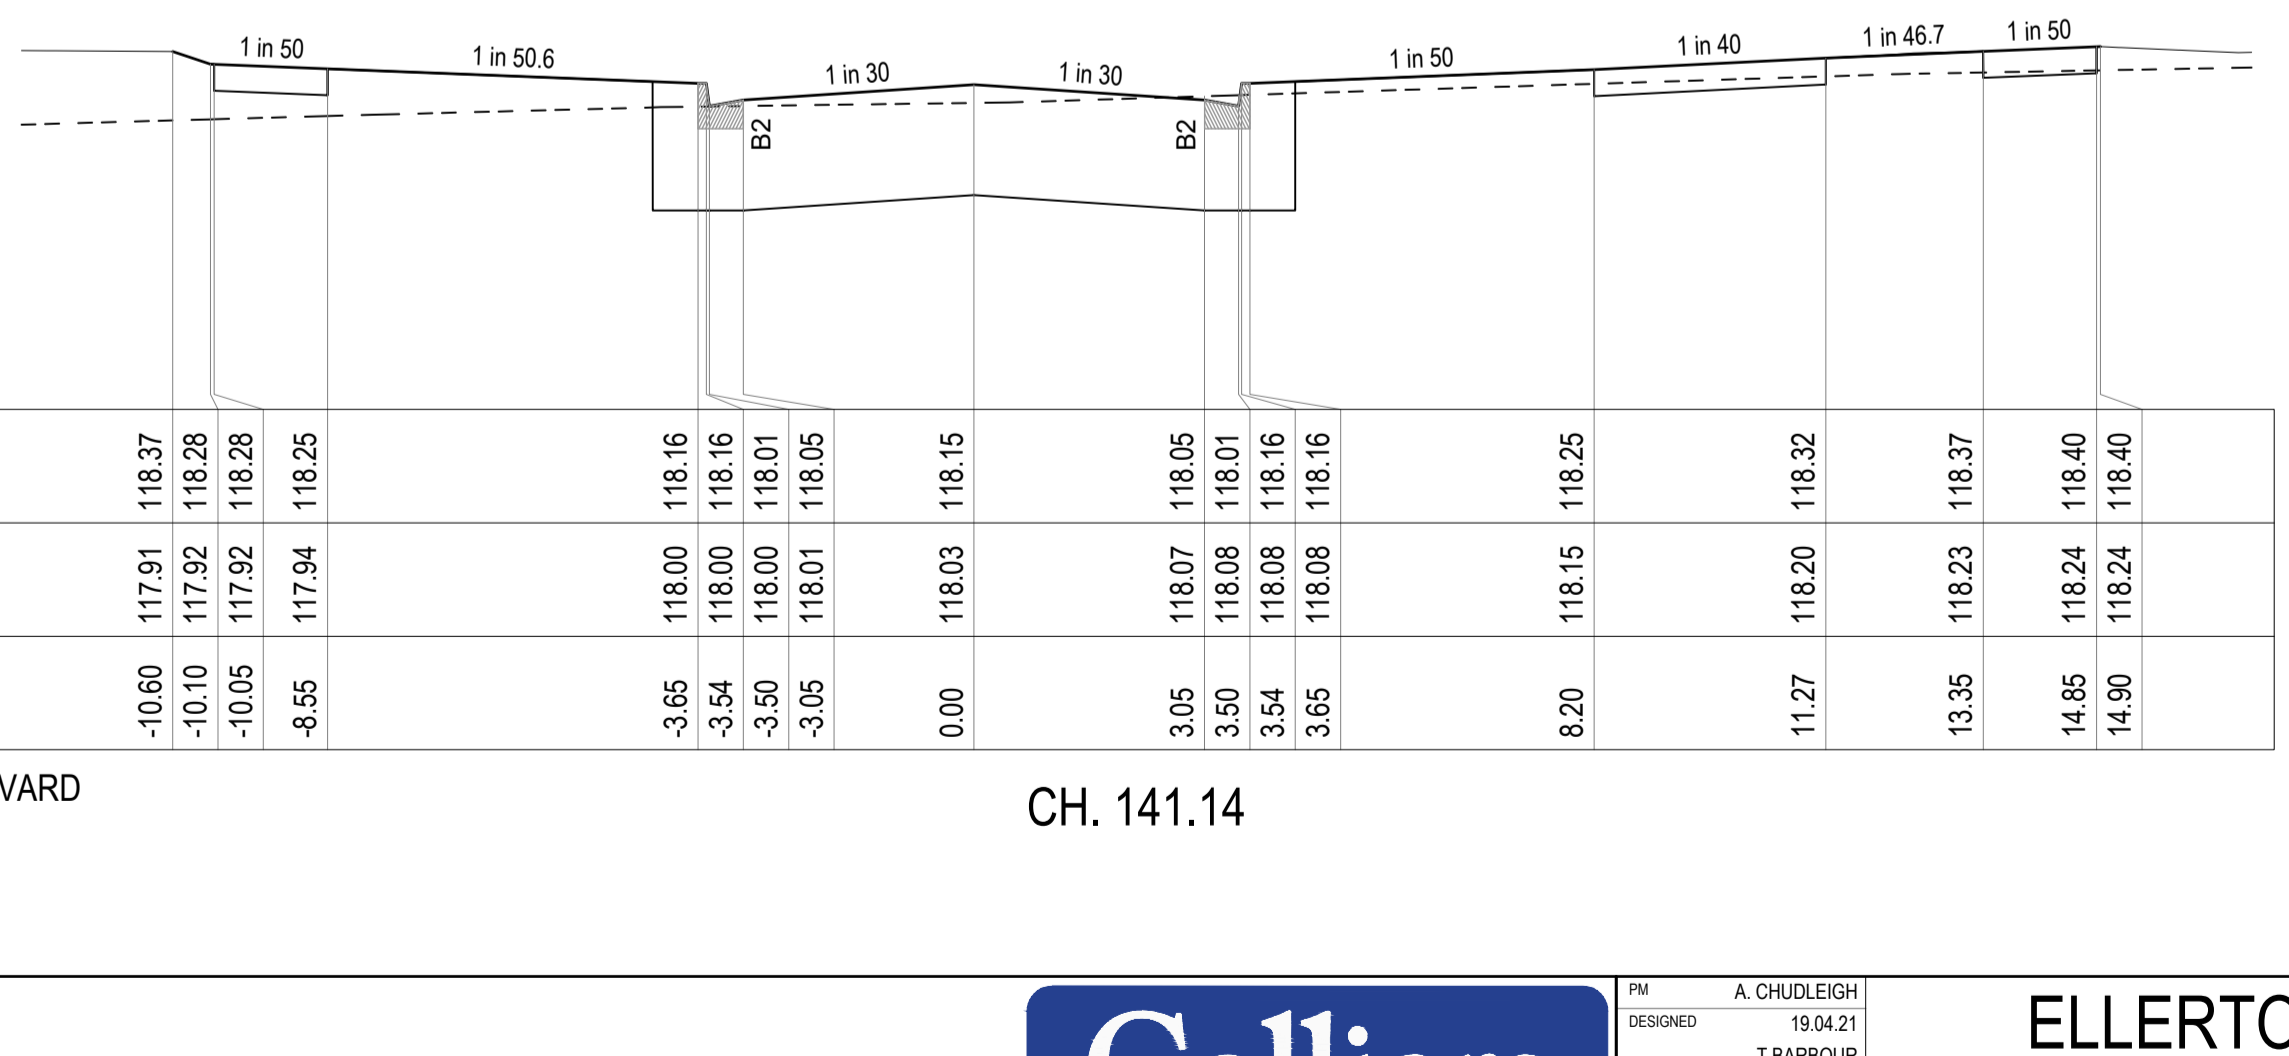 1 in 50 1 in 50.6 1 in 30 1 in 30 1 in 50 1 in 40 1 in 46.7 1 in 50
B2 B2
118.37 118.28 118.28 118.25 118.16 118.16 118.01 118.05 118.15 118.05 118.01 118.16 118.16 118.25 118.32 118.37 118.40 118.40
117.91 117.92 117.92 117.94 118.00 118.00 118.00 118.01 118.03 118.07 118.08 118.08 118.08 118.15 118.20 118.23 118.24 118.24
-10.60 -10.10 -10.05 -8.55 -3.65 -3.54 -3.50 -3.05 0.00 3.05 3.50 3.54 3.65 8.20 11.27 13.35 14.85 14.90
VARD
CH. 141.14
PM A. CHUDLEIGH
DESIGNED 19.04.21
T.BARBOUR
ELLERTO